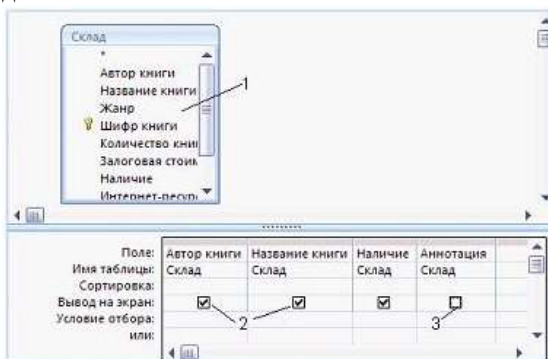 Склад
*
Автор книги
Название книги
Жанр
1
Шифр книги
Количество кни
Залоговая стоим
Наличие
Интернет-ресурс
Поле: Автор книги Название книги Наличие Аннотация
Имя таблицы: Склад Склад Склад Склад
Сортировка:
Вывод на экран:
Условие отбора: 2 3
или: